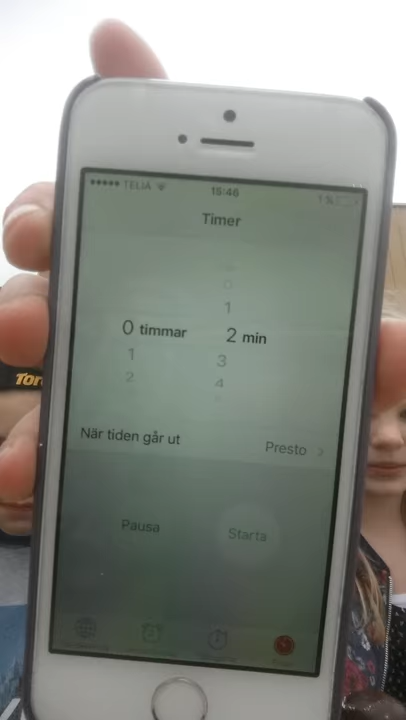 TELIA 15:46 1 %
Timer
0
1
0 timmar 2 min
1 3
2 4
När tiden går ut Presto
Pausa Starta
Tor